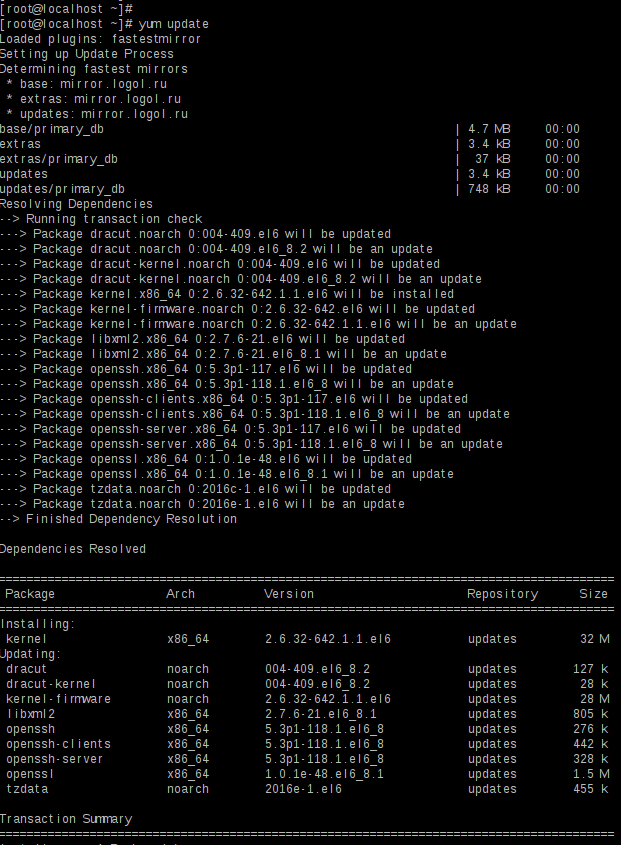 [root@localhost ~]#
[root@localhost ~]# yum update
Loaded plugins: fastestmirror
Setting up Update Process
Determining fastest mirrors
* base: mirror.logol.ru
* extras: mirror.logol.ru
* updates: mirror.logol.ru
base/primary_db | 4.7 MB 00:00
extras | 3.4 kB 00:00
extras/primary_db | 37 kB 00:00
updates | 3.4 kB 00:00
updates/primary_db | 748 kB 00:00
Resolving Dependencies
--> Running transaction check
---> Package dracut.noarch 0:004-409.el6 will be updated
---> Package dracut.noarch 0:004-409.el6_8.2 will be an update
---> Package dracut-kernel.noarch 0:004-409.el6 will be updated
---> Package dracut-kernel.noarch 0:004-409.el6_8.2 will be an update
---> Package kernel.x86_64 0:2.6.32-642.1.1.el6 will be installed
---> Package kernel-firmware.noarch 0:2.6.32-642.el6 will be updated
---> Package kernel-firmware.noarch 0:2.6.32-642.1.1.el6 will be an update
---> Package libxml2.x86_64 0:2.7.6-21.el6 will be updated
---> Package libxml2.x86_64 0:2.7.6-21.el6_8.1 will be an update
---> Package openssh.x86_64 0:5.3p1-117.el6 will be updated
---> Package openssh.x86_64 0:5.3p1-118.1.el6_8 will be an update
---> Package openssh-clients.x86_64 0:5.3p1-117.el6 will be updated
---> Package openssh-clients.x86_64 0:5.3p1-118.1.el6_8 will be an update
---> Package openssh-server.x86_64 0:5.3p1-117.el6 will be updated
---> Package openssh-server.x86_64 0:5.3p1-118.1.el6_8 will be an update
---> Package openssl.x86_64 0:1.0.1e-48.el6 will be updated
---> Package openssl.x86_64 0:1.0.1e-48.el6_8.1 will be an update
---> Package tzdata.noarch 0:2016c-1.el6 will be updated
---> Package tzdata.noarch 0:2016e-1.el6 will be an update
--> Finished Dependency Resolution
Dependencies Resolved
Package Arch Version Repository Size
Installing:
kernel x86_64 2.6.32-642.1.1.el6 updates 32 M
Updating:
dracut noarch 004-409.el6_8.2 updates 127 k
dracut-kernel noarch 004-409.el6_8.2 updates 28 k
kernel-firmware noarch 2.6.32-642.1.1.el6 updates 28 M
libxml2 x86_64 2.7.6-21.el6_8.1 updates 805 k
openssh x86_64 5.3p1-118.1.el6_8 updates 276 k
openssh-clients x86_64 5.3p1-118.1.el6_8 updates 442 k
openssh-server x86_64 5.3p1-118.1.el6_8 updates 328 k
openssl x86_64 1.0.1e-48.el6_8.1 updates 1.5 M
tzdata noarch 2016e-1.el6 updates 455 k
Transaction Summary